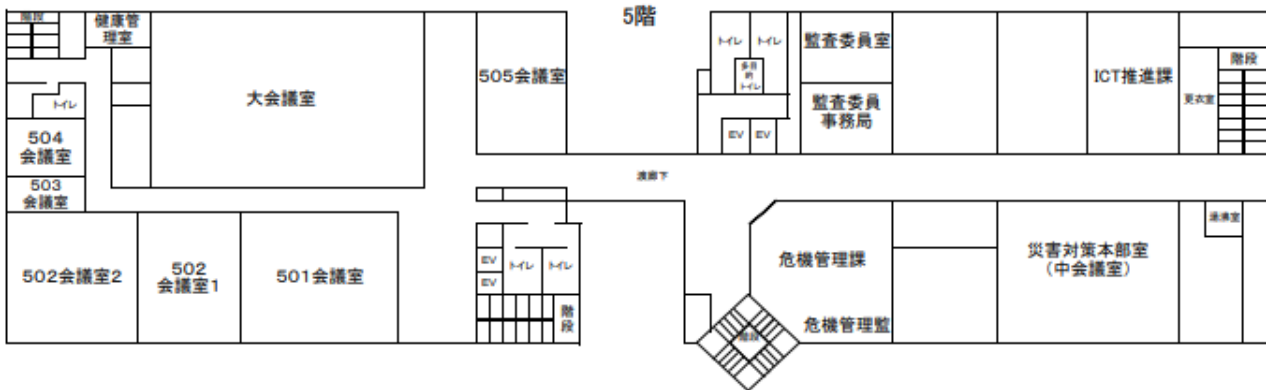 5階
階段
健康管
理室
大会議室
505会議室
トイレ
トイレ
多目
的
トイレ
EV
EV
監査委員室
監査委員
事務局
ICT推進課
更衣室
階段
トイレ
504
会議室
503
会議室
渡廊下
502会議室2
502
会議室1
501会議室
EV
EV
トイレ
トイレ
階
段
階段
危機管理課
危機管理監
災害対策本部室
(中会議室)
湯沸室